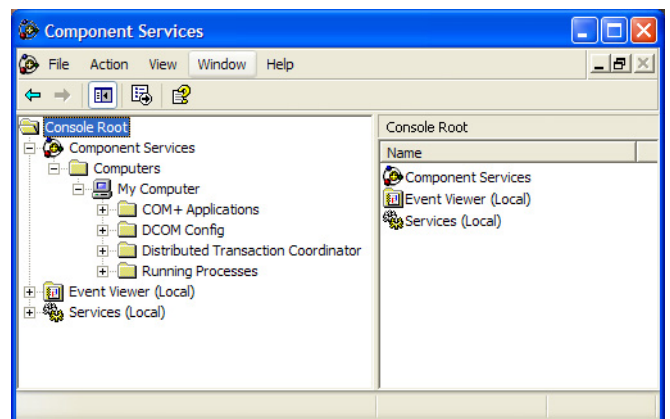 Component Services
File Action View Window Help
Console Root
Component Services
Computers
My Computer
COM+ Applications
DCOM Config
Distributed Transaction Coordinator
Running Processes
Event Viewer (Local)
Services (Local)
Console Root
Name
Component Services
Event Viewer (Local)
Services (Local)